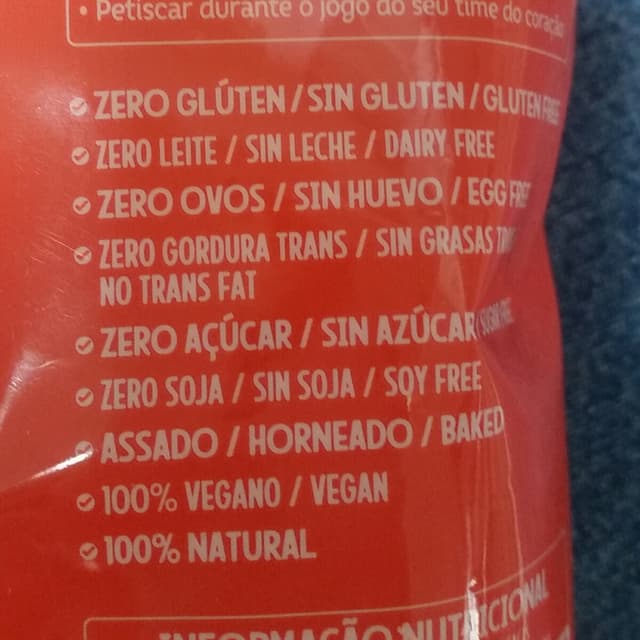 • Petiscar durante o jogo do seu time do coração
ZERO GLÚTEN / SIN GLUTEN / GLUTEN FREE
ZERO LEITE / SIN LECHE / DAIRY FREE
ZERO OVOS / SIN HUEVO / EGG FREE
ZERO GORDURA TRANS / SIN GRASAS
NO TRANS FAT
ZERO AÇÚCAR / SIN AZÚCAR / SUGAR FREE
ZERO SOJA / SIN SOJA / SOY FREE
ASSADO / HORNEADO / BAKED
100% VEGANO / VEGAN
100% NATURAL
INFORMAÇÃO NUTRICIONAL